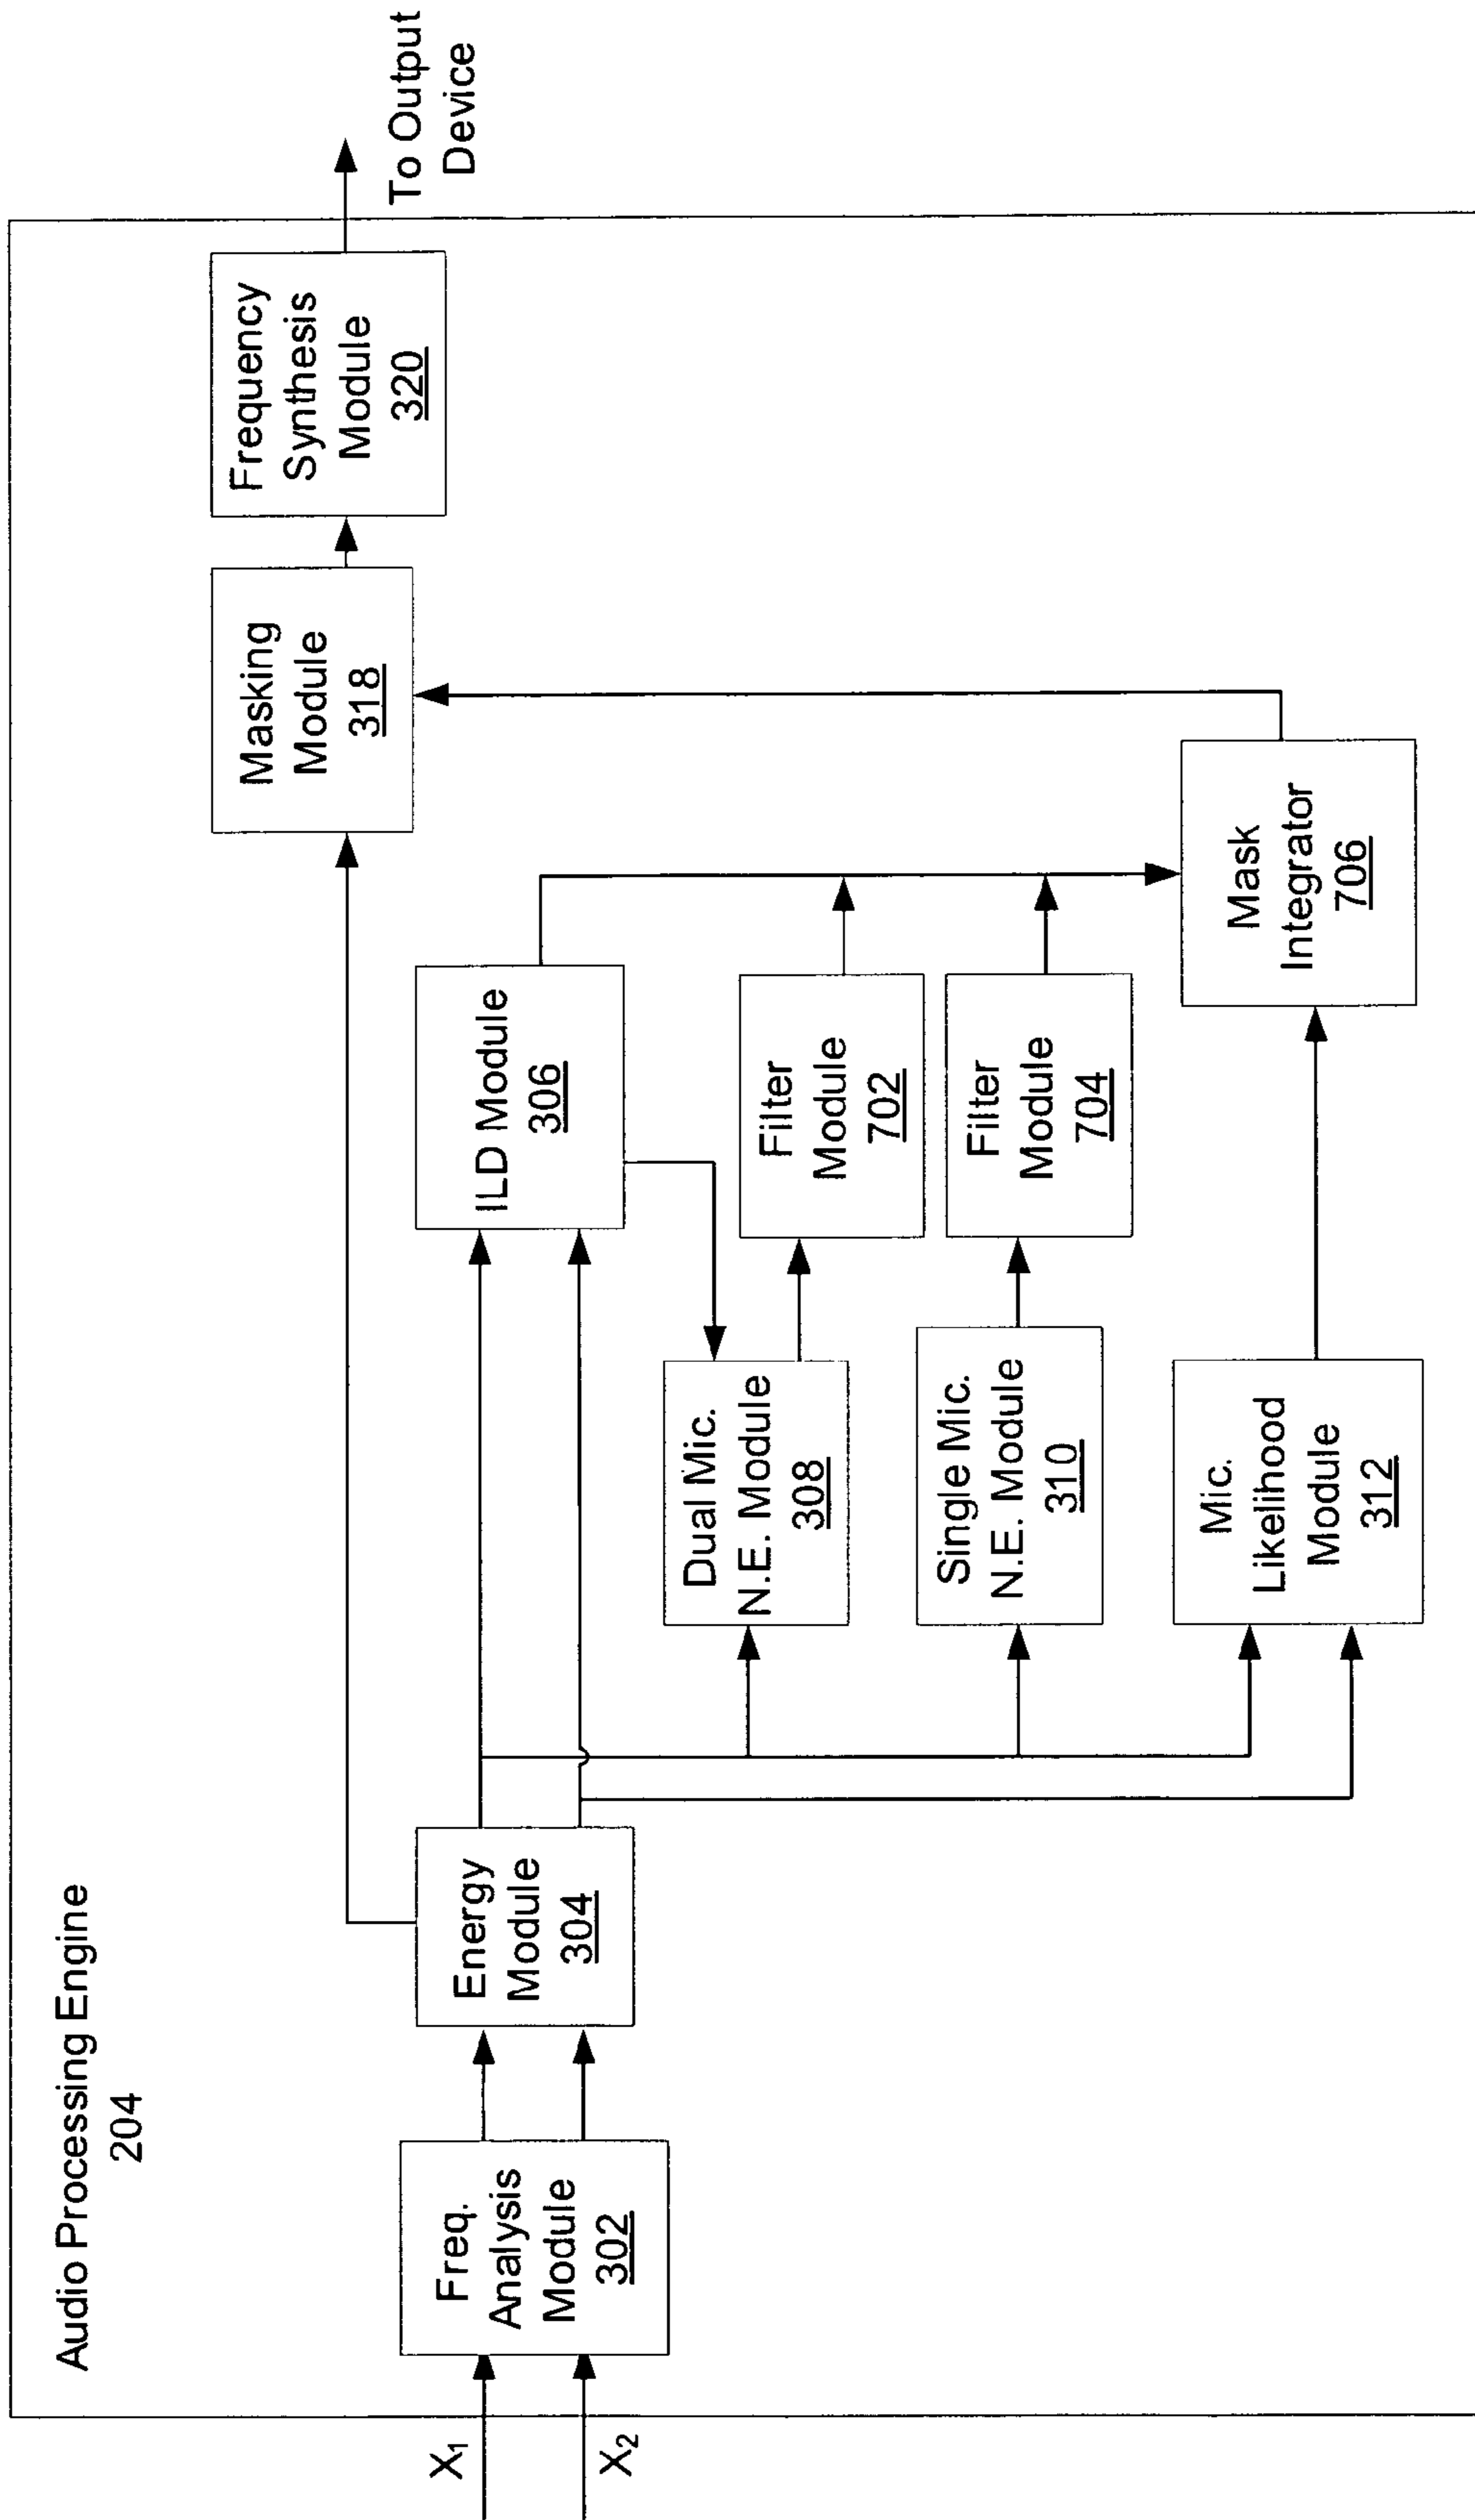 Audio Processing Engine
204
X₁
X₂
Freq.
Analysis
Module
302
Energy
Module
304
ILD Module
306
Masking
Module
318
Frequency
Synthesis
Module
320
To Output
Device
Dual Mic.
N.E. Module
308
Filter
Module
702
Single Mic.
N.E. Module
310
Filter
Module
704
Mic.
Likelihood
Module
312
Mask
Integrator
706